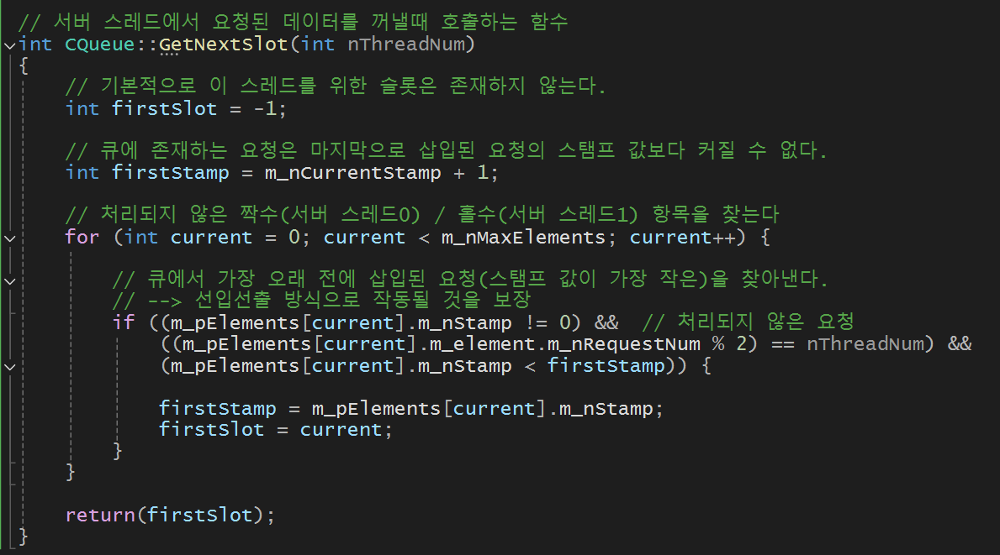 // 서버 스레드에서 요청된 데이터를 꺼낼때 호출하는 함수
int CQueue::GetNextSlot(int nThreadNum)
{
    // 기본적으로 이 스레드를 위한 슬롯은 존재하지 않는다.
    int firstSlot = -1;

    // 큐에 존재하는 요청은 마지막으로 삽입된 요청의 스탬프 값보다 커질 수 없다.
    int firstStamp = m_nCurrentStamp + 1;

    // 처리되지 않은 짝수(서버 스레드0) / 홀수(서버 스레드1) 항목을 찾는다
    for (int current = 0; current < m_nMaxElements; current++) {

        // 큐에서 가장 오래 전에 삽입된 요청(스탬프 값이 가장 작은)을 찾아낸다.
        // --> 선입선출 방식으로 작동될 것을 보장
        if ((m_pElements[current].m_nStamp != 0) &&  // 처리되지 않은 요청
            ((m_pElements[current].m_element.m_nRequestNum % 2) == nThreadNum) &&
            (m_pElements[current].m_nStamp < firstStamp)) {

            firstStamp = m_pElements[current].m_nStamp;
            firstSlot = current;
        }
    }

    return(firstSlot);
}